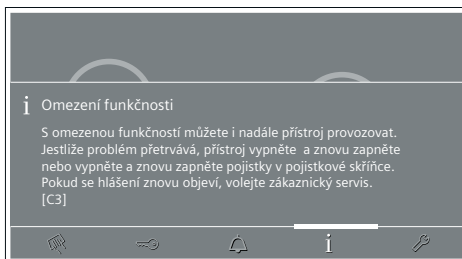 i Omezení funkčnosti
S omezenou funkčností můžete i nadále přístroj provozovat.
Jestliže problém přetrvává, přístroj vypněte a znovu zapněte
nebo vypněte a znovu zapněte pojistky v pojistkové skříňce.
Pokud se hlášení znovu objeví, volejte zákaznický servis.
[C3]
i